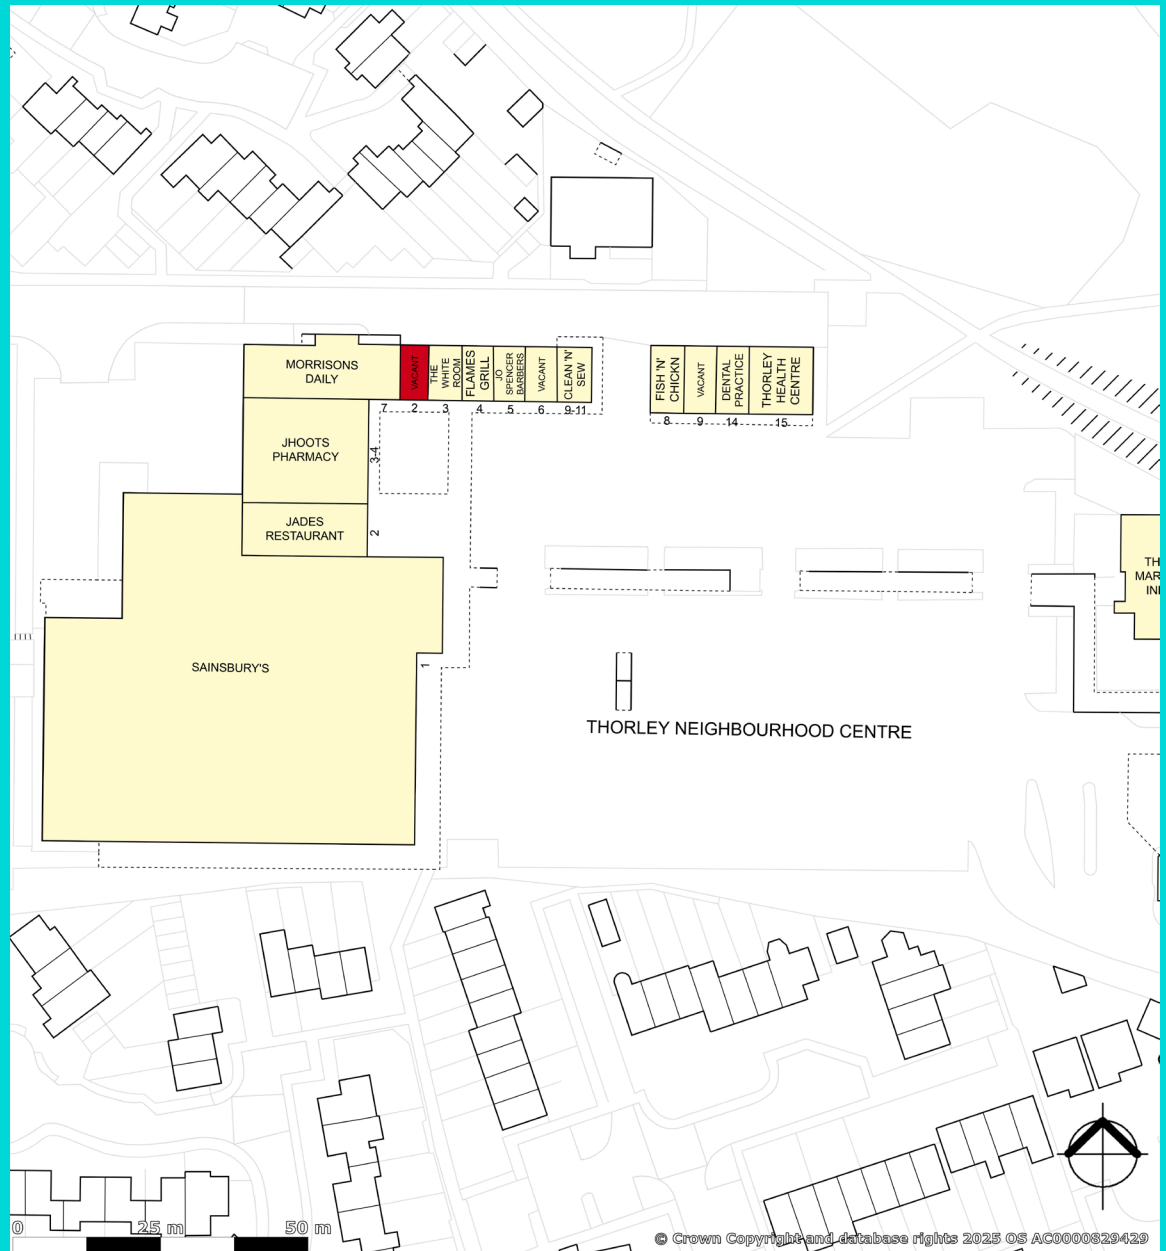 MORRISONS
DAILY
VACANT
THE
WHITE
ROOM
FLAMES
GRILL
JO
SPENCER
BARBERS
VACANT
CLEAN 'N'
SEW
FISH 'N'
CHICKN
VACANT
DENTAL
PRACTICE
THORLEY
HEALTH
CENTRE
7
2
3
4
5
6
9-11
8
9
14
15
JHOOTS
PHARMACY
3-4
JADES
RESTAURANT
2
TH
MAR
INN
SAINSBURY'S
1
THORLEY NEIGHBOURHOOD CENTRE
0
25 m
50 m
© Crown Copyright and database rights 2025 OS AC0000829429